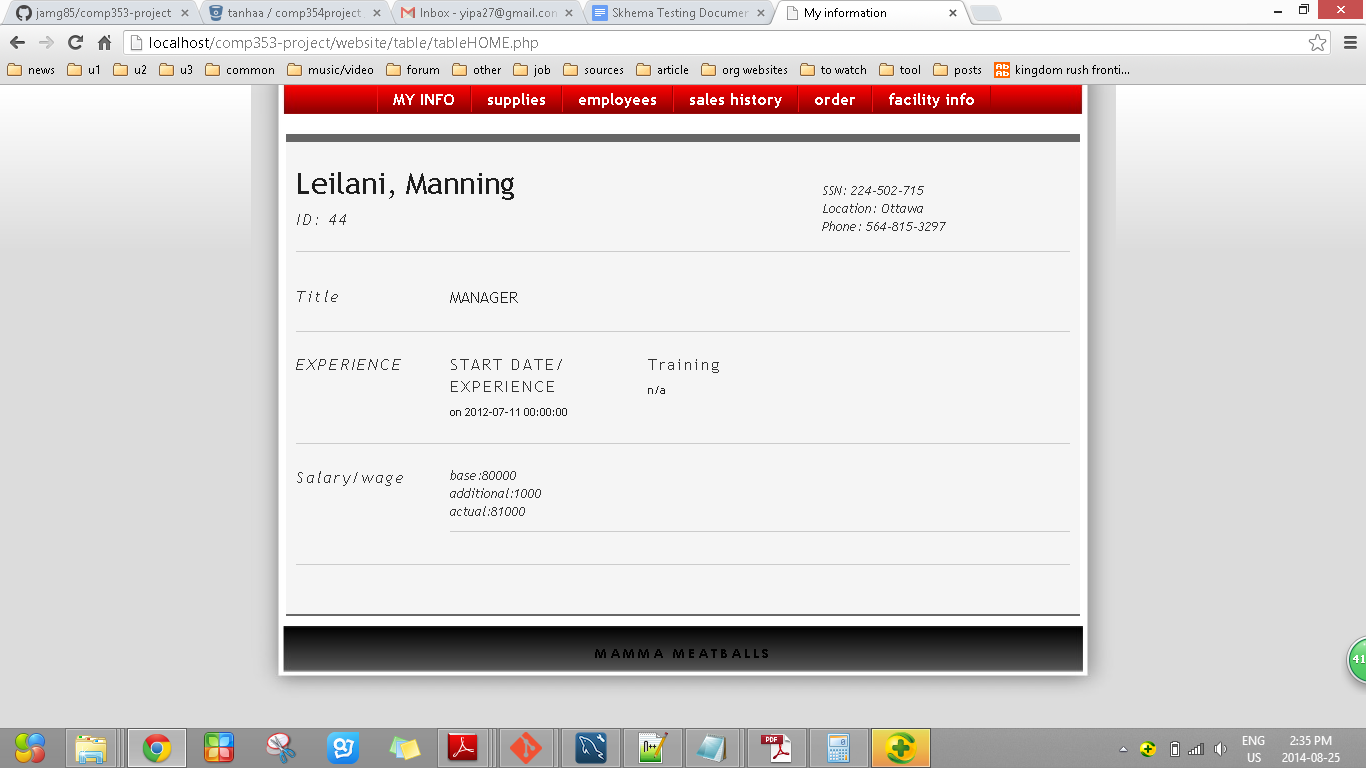 jamg85/comp353-project
tanhaa / comp354project
Inbox - yipa27@gmail.con
Skhema Testing Documer
My information
localhost/comp353-project/website/table/tableHOME.php
news u1 u2 u3 common music/video forum other job sources article org websites to watch tool posts kingdom rush fronti...
MY INFO supplies employees sales history order facility info
Leilani, Manning
ID: 44
SSN: 224-502-715
Location: Ottawa
Phone: 564-815-3297
Title MANAGER
EXPERIENCE START DATE/ Training
EXPERIENCE
n/a
on 2012-07-11 00:00:00
Salary/wage base:80000
additional:1000
actual:81000
MAMMA MEATBALLS
41
ENG 2:35 PM
US 2014-08-25